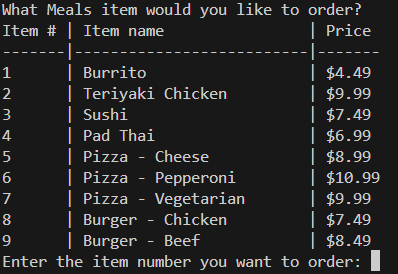 What Meals item would you like to order?
Item # | Item name                | Price
-------|--------------------------|-------
1      | Burrito                  | $4.49
2      | Teriyaki Chicken         | $9.99
3      | Sushi                    | $7.49
4      | Pad Thai                 | $6.99
5      | Pizza - Cheese           | $8.99
6      | Pizza - Pepperoni        | $10.99
7      | Pizza - Vegetarian       | $9.99
8      | Burger - Chicken         | $7.49
9      | Burger - Beef            | $8.49
Enter the item number you want to order: